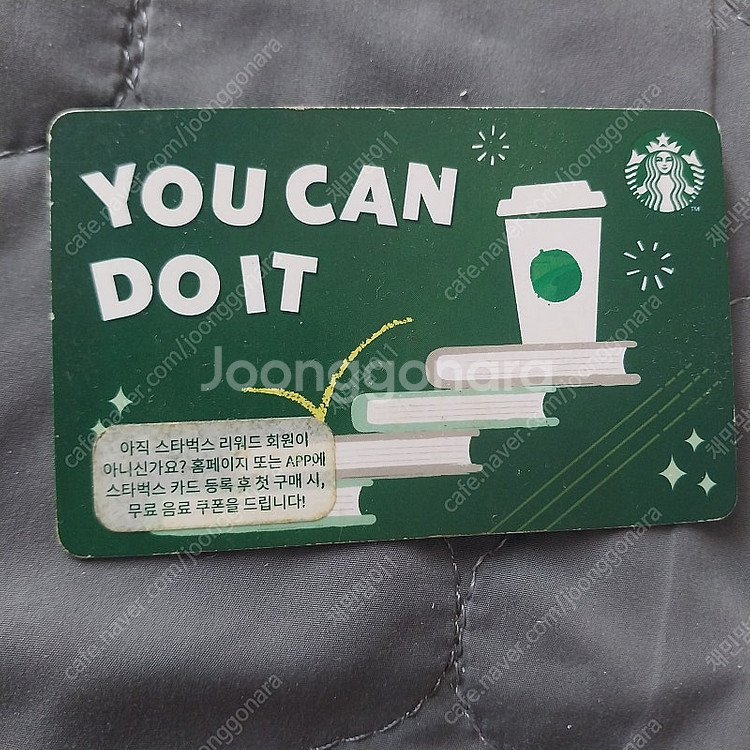 YOU CAN
DO IT
TM
Joonggonara
아직 스타벅스 리워드 회원이
아니신가요? 홈페이지 또는 APP에
스타벅스 카드 등록 후 첫 구매 시,
무료 음료 쿠폰을 드립니다!
cafe.naver.com/joonggonara